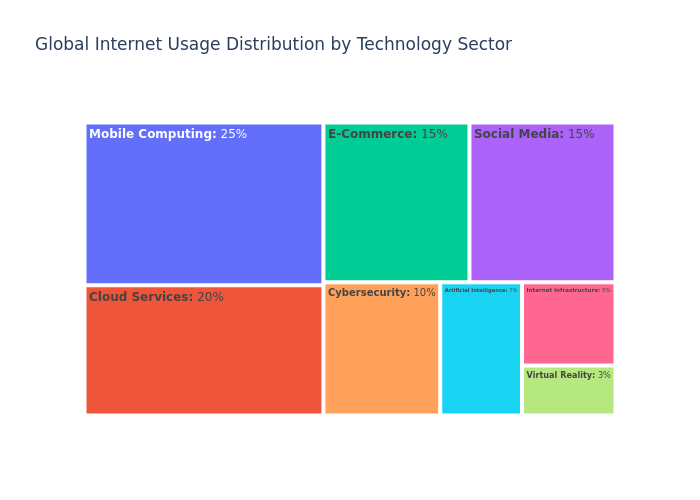 Global Internet Usage Distribution by Technology Sector
Mobile Computing: 25%
E-Commerce: 15%
Social Media: 15%
Cloud Services: 20%
Cybersecurity: 10%
Artificial Intelligence: 7%
Internet Infrastructure: 5%
Virtual Reality: 3%